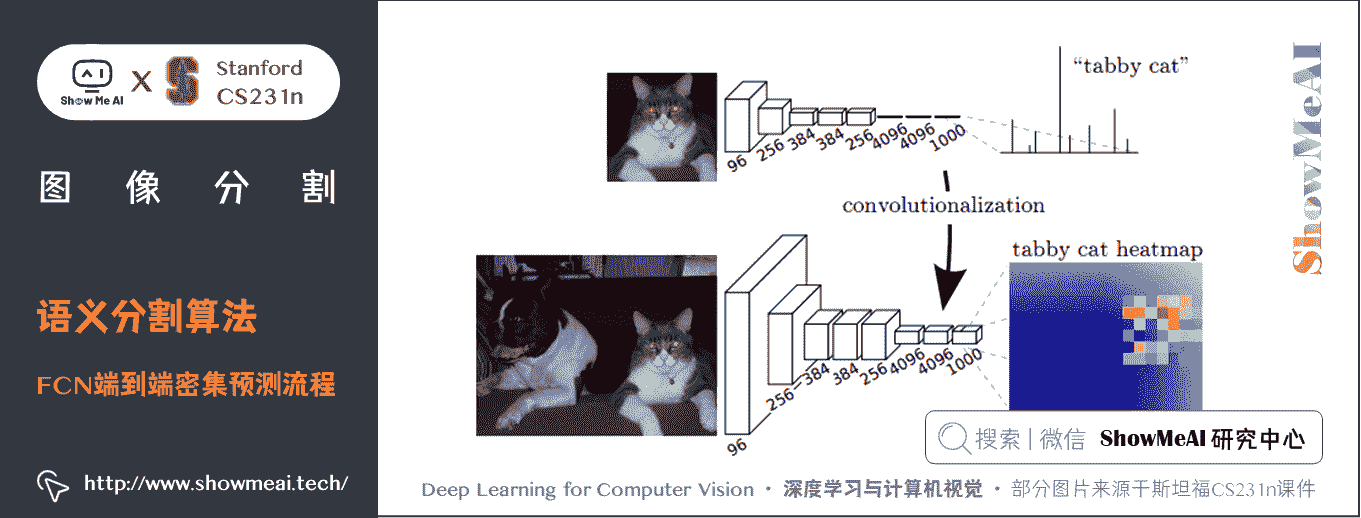 Show Me AI
X
Stanford
CS231n
图像分割
语义分割算法
FCN端到端密集预测流程
http://www.showmeai.tech/
"tabby cat"
96
256
384
384
256
4096
4096
1000
convolutionalization
tabby cat heatmap
96
256
384
384
256
4096
4096
1000
ShowMeAI
搜索 | 微信 ShowMeAI 研究中心
Deep Learning for Computer Vision · 深度学习与计算机视觉 · 部分图片来源于斯坦福CS231n课件